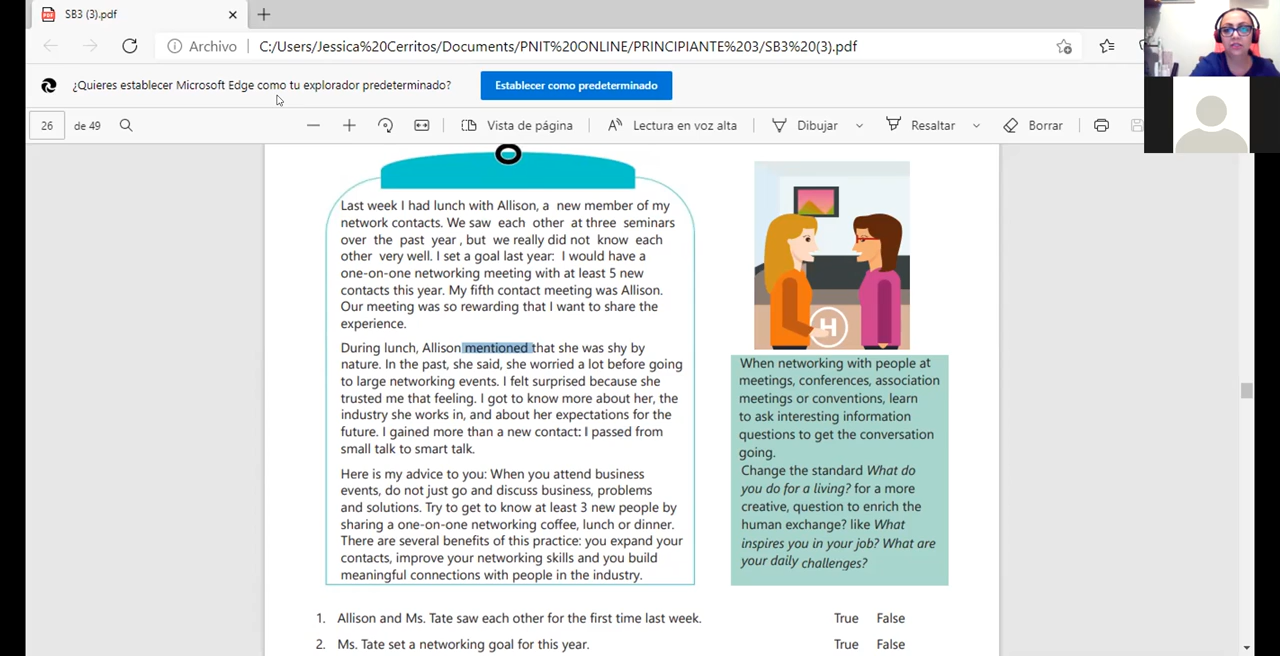 SB3 (3).pdf
Archivo
C:/Users/Jessica%20Cerritos/Documents/PNIT%20ONLINE/PRINCIPIANTE%203/SB3%20(3).pdf
¿Quieres establecer Microsoft Edge como tu explorador predeterminado?
Establecer como predeterminado
26
de 49
Vista de página
Lectura en voz alta
Dibujar
Resaltar
Borrar
Last week I had lunch with Allison, a new member of my
network contacts. We saw each other at three seminars
over the past year , but we really did not know each
other very well. I set a goal last year: I would have a
one-on-one networking meeting with at least 5 new
contacts this year. My fifth contact meeting was Allison.
Our meeting was so rewarding that I want to share the
experience.
During lunch, Allison mentioned that she was shy by
nature. In the past, she said, she worried a lot before going
to large networking events. I felt surprised because she
trusted me that feeling. I got to know more about her, the
industry she works in, and about her expectations for the
future. I gained more than a new contact: I passed from
small talk to smart talk.
Here is my advice to you: When you attend business
events, do not just go and discuss business, problems
and solutions. Try to get to know at least 3 new people by
sharing a one-on-one networking coffee, lunch or dinner.
There are several benefits of this practice: you expand your
contacts, improve your networking skills and you build
meaningful connections with people in the industry.
H
When networking with people at
meetings, conferences, association
meetings or conventions, learn
to ask interesting information
questions to get the conversation
going.
Change the standard What do
you do for a living? for a more
creative, question to enrich the
human exchange? like What
inspires you in your job? What are
your daily challenges?
1. Allison and Ms. Tate saw each other for the first time last week. True False
2. Ms. Tate set a networking goal for this year. True False